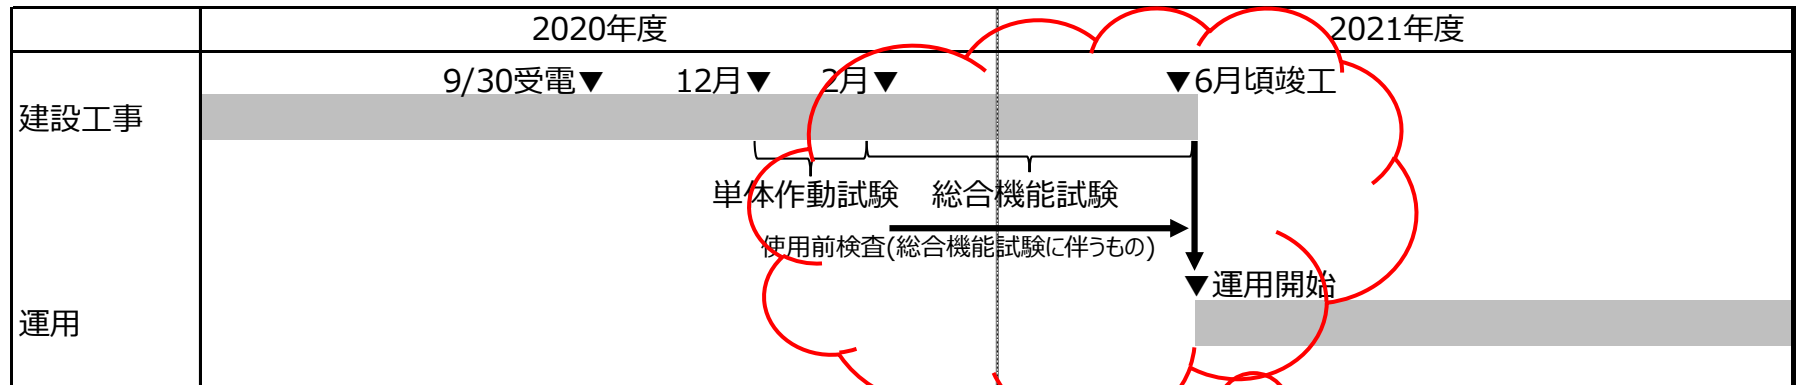 2020年度 2021年度
建設工事 9/30受電▼ 12月▼ 2月▼ ▼6月頃竣工
単体作動試験 総合機能試験
使用前検査(総合機能試験に伴うもの)
▼運用開始
運用